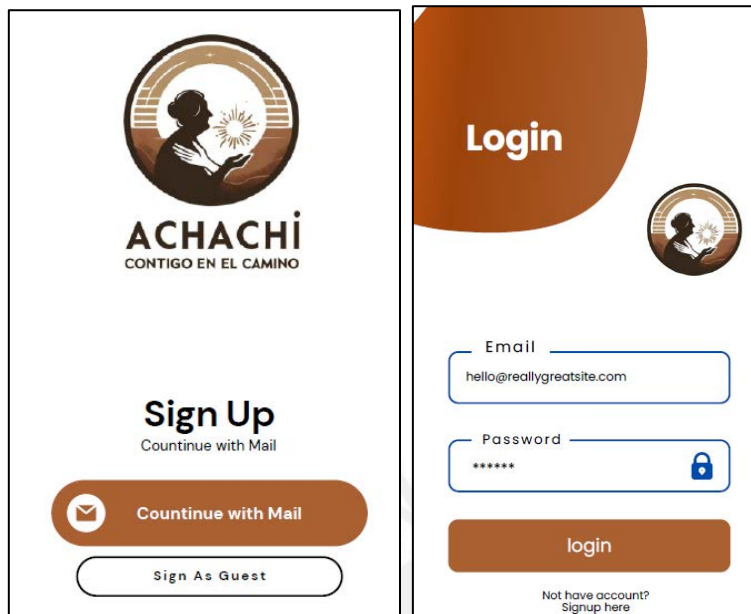 ACHACHi
CONTIGO EN EL CAMINO
Sign Up
Countinue with Mail
Countinue with Mail
Sign As Guest
Login
Email
hello@reallygreatsite.com
Password
******
login
Not have account?
Signup here